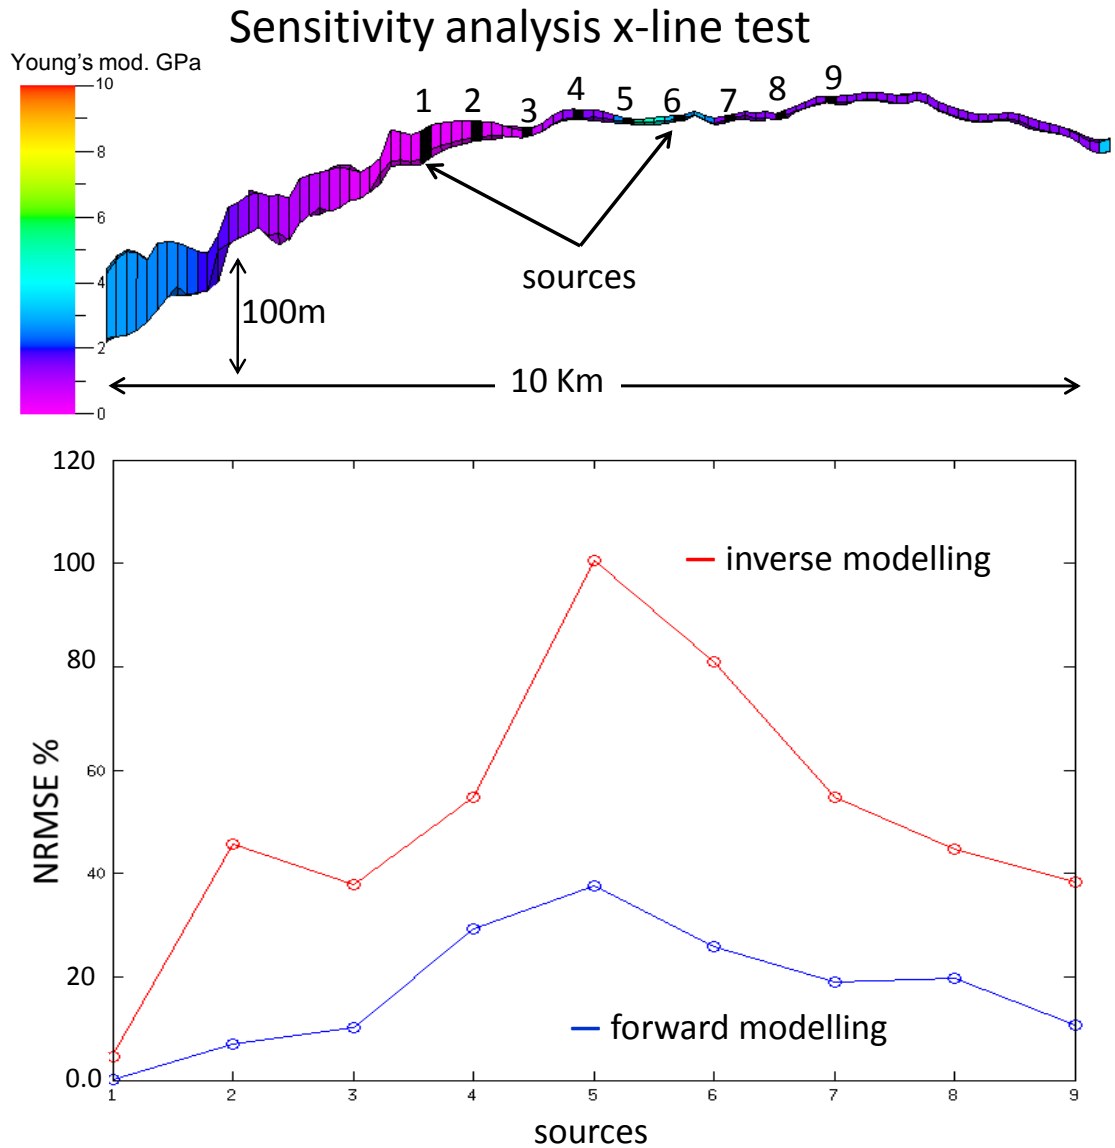 Sensitivity analysis x-line test
Young's mod. GPa
10
8
6
4
2
0
1 2 3 4 5 6 7 8 9
sources
100m
10 Km
120
100
80
60
40
20
0.0
NRMSE %
inverse modelling
forward modelling
1 2 3 4 5 6 7 8 9
sources